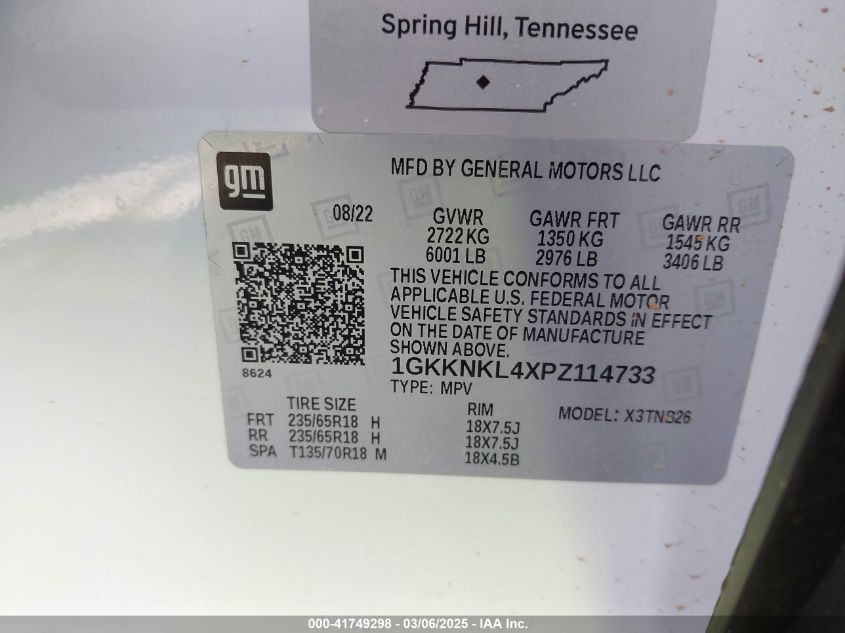 Spring Hill, Tennessee
gm
MFD BY GENERAL MOTORS LLC
08/22 GVWR GAWR FRT GAWR RR
2722 KG 1350 KG 1545 KG
6001 LB 2976 LB 3406 LB
THIS VEHICLE CONFORMS TO ALL
APPLICABLE U.S. FEDERAL MOTOR
VEHICLE SAFETY STANDARDS IN EFFECT
ON THE DATE OF MANUFACTURE
SHOWN ABOVE.
8624
1GKKNKL4XPZ114733
TYPE: MPV
TIRE SIZE RIM MODEL: X3TNB26
FRT 235/65R18 H 18X7.5J
RR 235/65R18 H 18X7.5J
SPA T135/70R18 M 18X4.5B
000-41749298 - 03/06/2025 - IAA Inc.